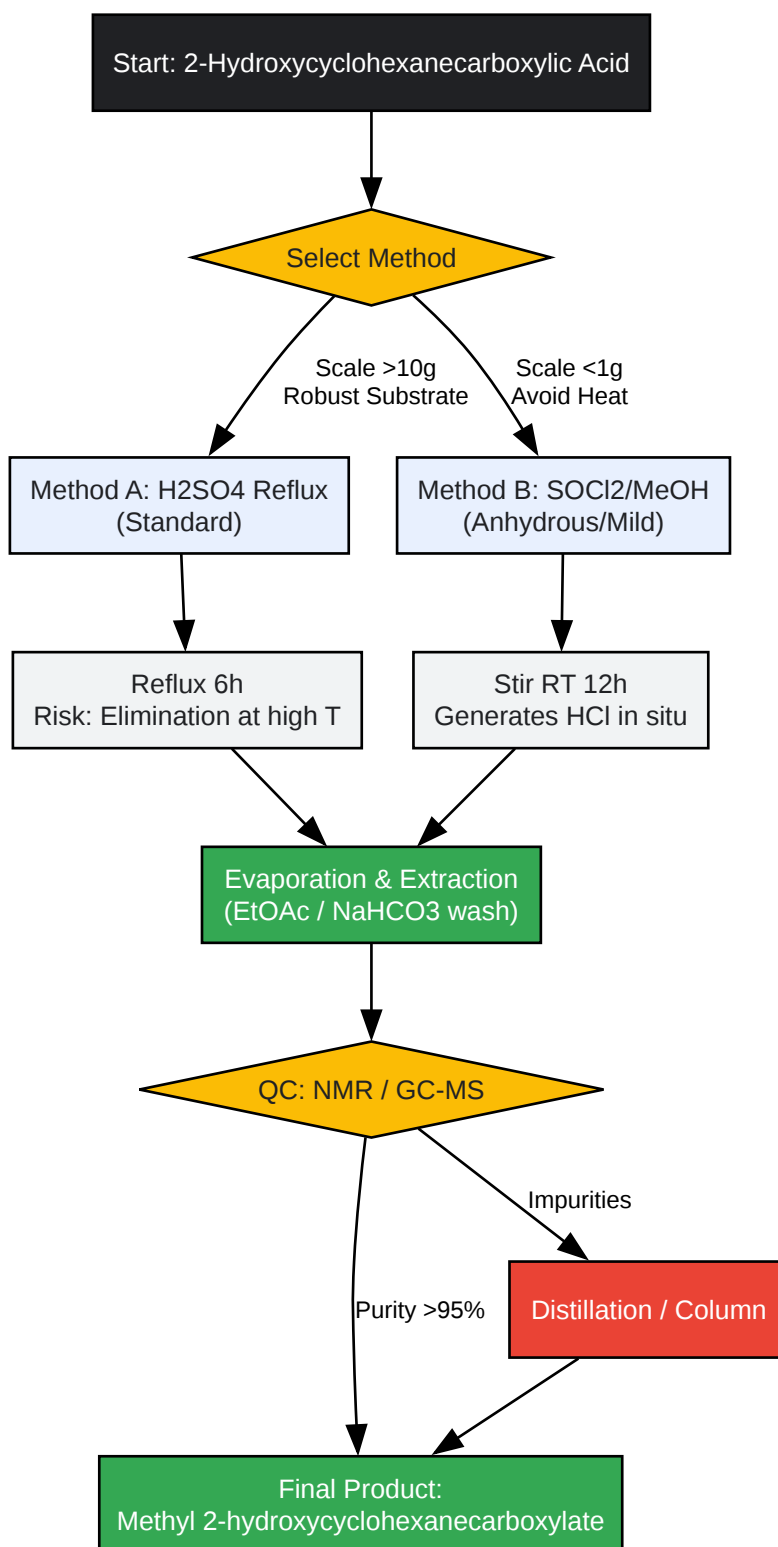 Start: 2-Hydroxycyclohexanecarboxylic Acid
Select Method
Scale >10g
Robust Substrate
Scale <1g
Avoid Heat
Method A: H2SO4 Reflux
(Standard)
Method B: SOCl2/MeOH
(Anhydrous/Mild)
Reflux 6h
Risk: Elimination at high T
Stir RT 12h
Generates HCl in situ
Evaporation & Extraction
(EtOAc / NaHCO3 wash)
QC: NMR / GC-MS
Impurities
Purity >95%
Distillation / Column
Final Product:
Methyl 2-hydroxycyclohexanecarboxylate